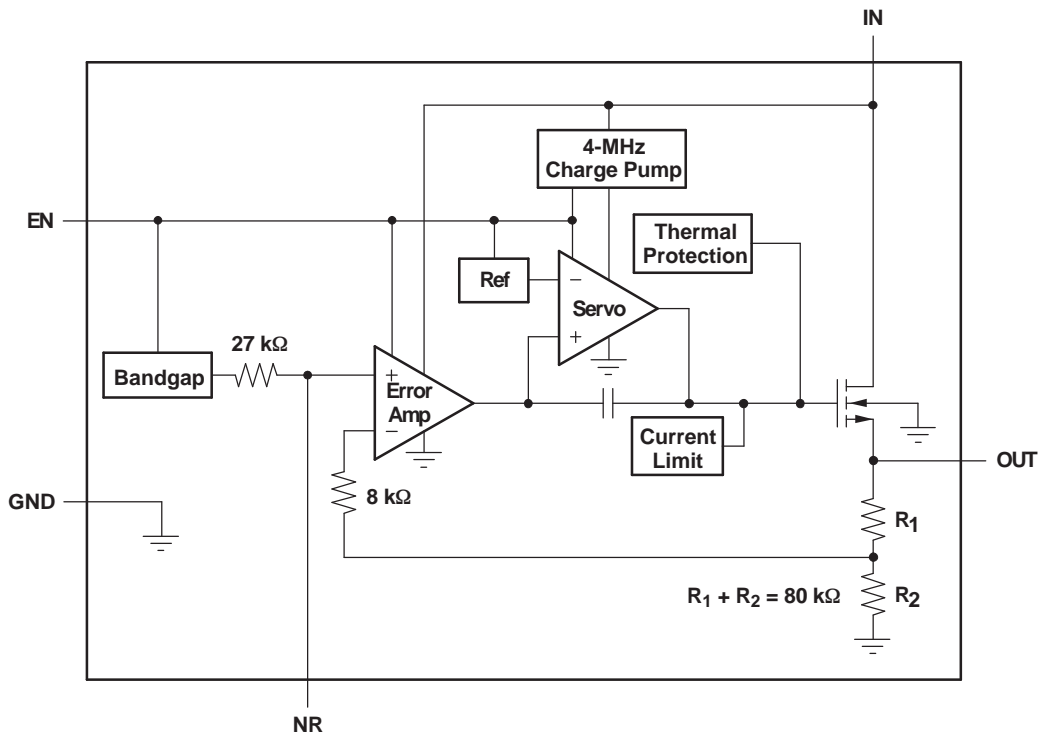 IN
4-MHz
Charge Pump
EN
Thermal
Protection
Ref
−
Servo
+
27 kΩ
Bandgap
+
Error
Amp
−
Current
Limit
OUT
GND
8 kΩ
R1
R1 + R2 = 80 kΩ
R2
NR